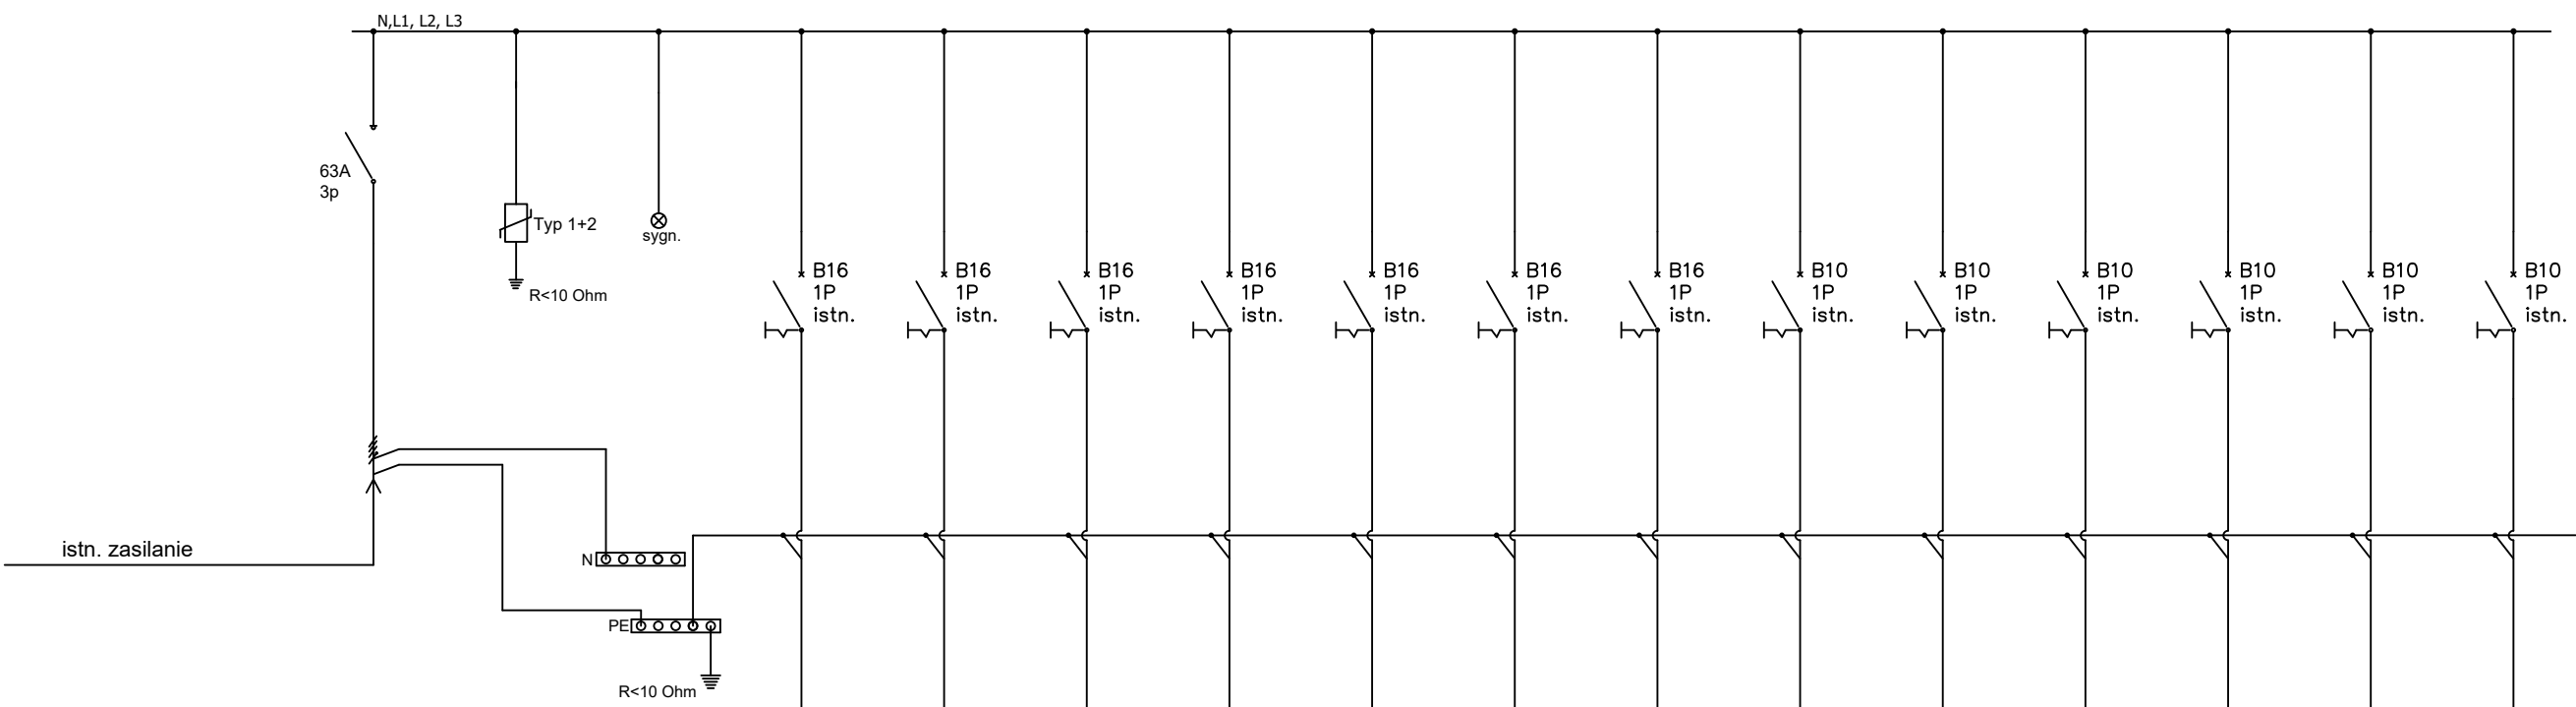 N,L1, L2, L3
63A
3p
Typ 1+2
R<10 Ohm
sygn.
B16
1P
istn.
B16
1P
istn.
B16
1P
istn.
B16
1P
istn.
B16
1P
istn.
B16
1P
istn.
B16
1P
istn.
B10
1P
istn.
B10
1P
istn.
B10
1P
istn.
B10
1P
istn.
B10
1P
istn.
B10
1P
istn.
istn. zasilanie
N
PE
R<10 Ohm